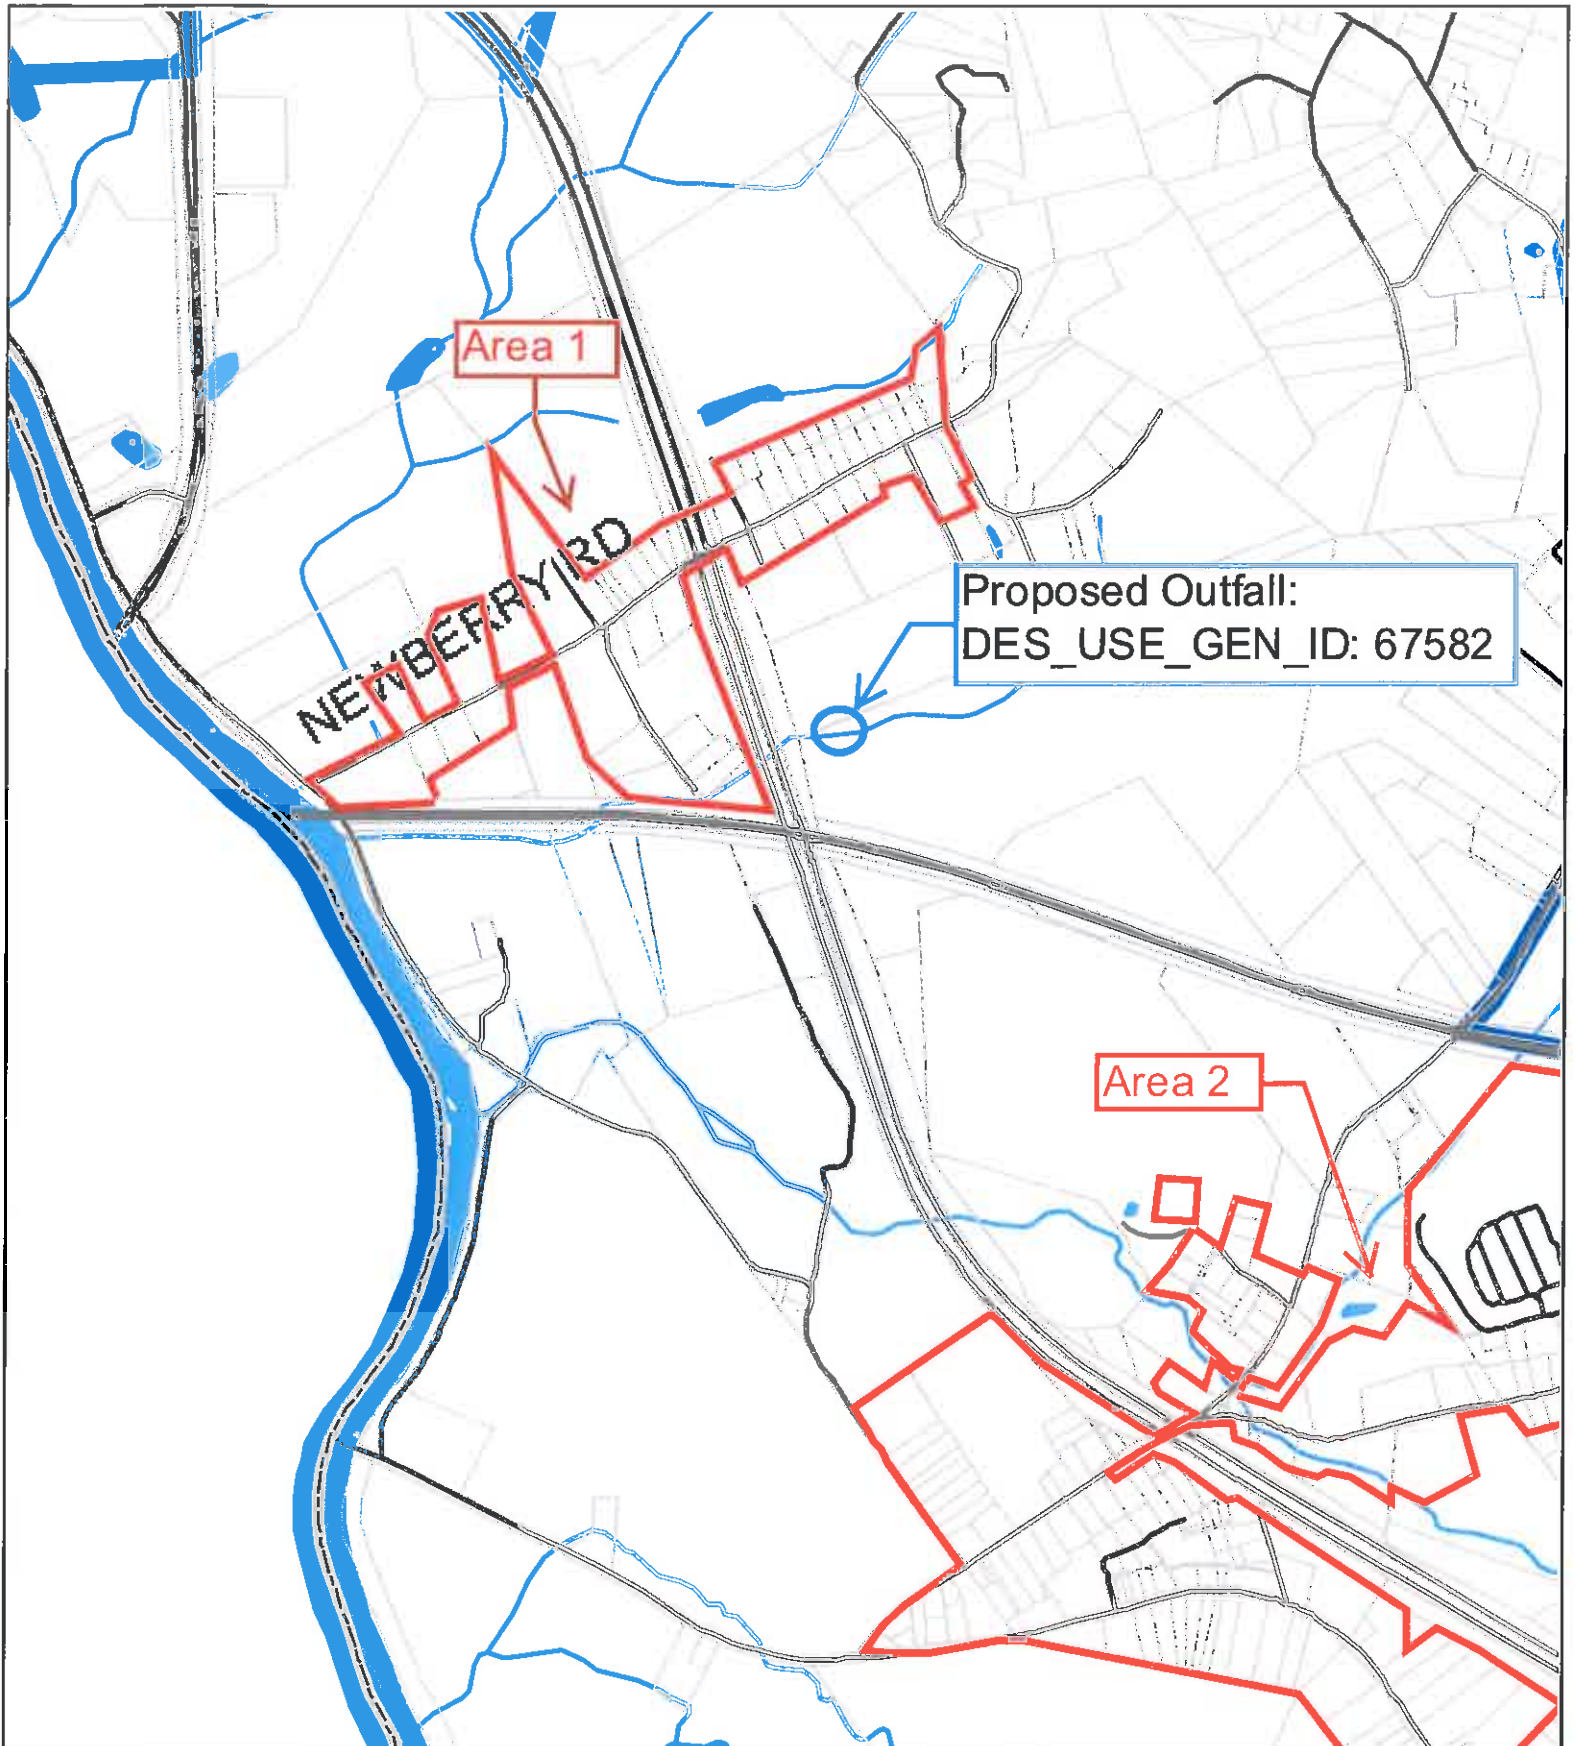 Area 1
NEWBERRY RD
Proposed Outfall:
DES_USE_GEN_ID: 67582
Area 2